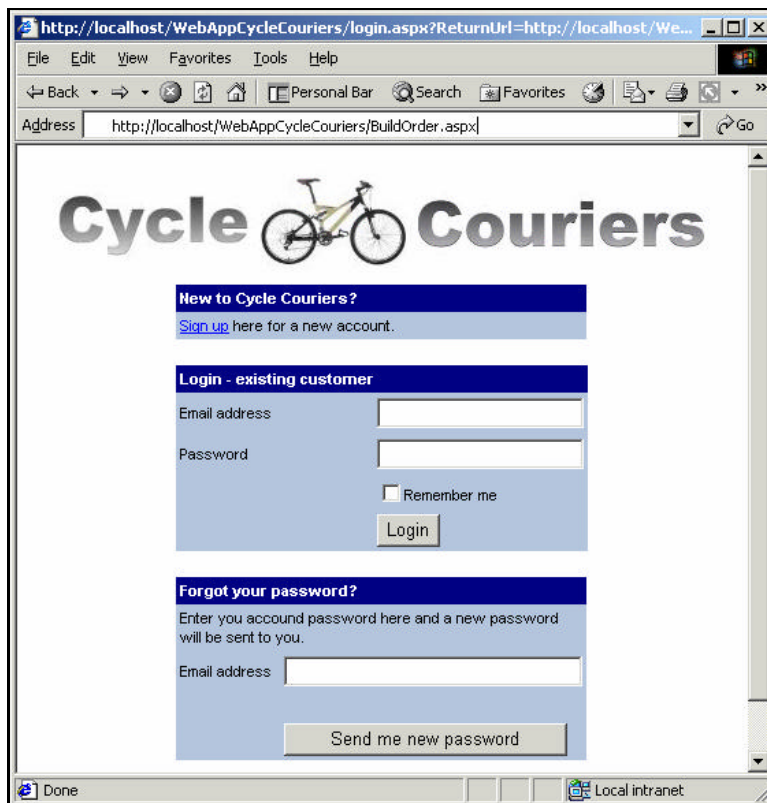 http://localhost/WebAppCycleCouriers/login.aspx?ReturnUrl=http://localhost/We...
File Edit View Favorites Tools Help
Back Personal Bar Search Favorites »
Address http://localhost/WebAppCycleCouriers/BuildOrder.aspx Go
Cycle Couriers
New to Cycle Couriers?
Sign up here for a new account.
Login - existing customer
Email address
Password
Remember me
Login
Forgot your password?
Enter you accound password here and a new password
will be sent to you.
Email address
Send me new password
Done Local intranet